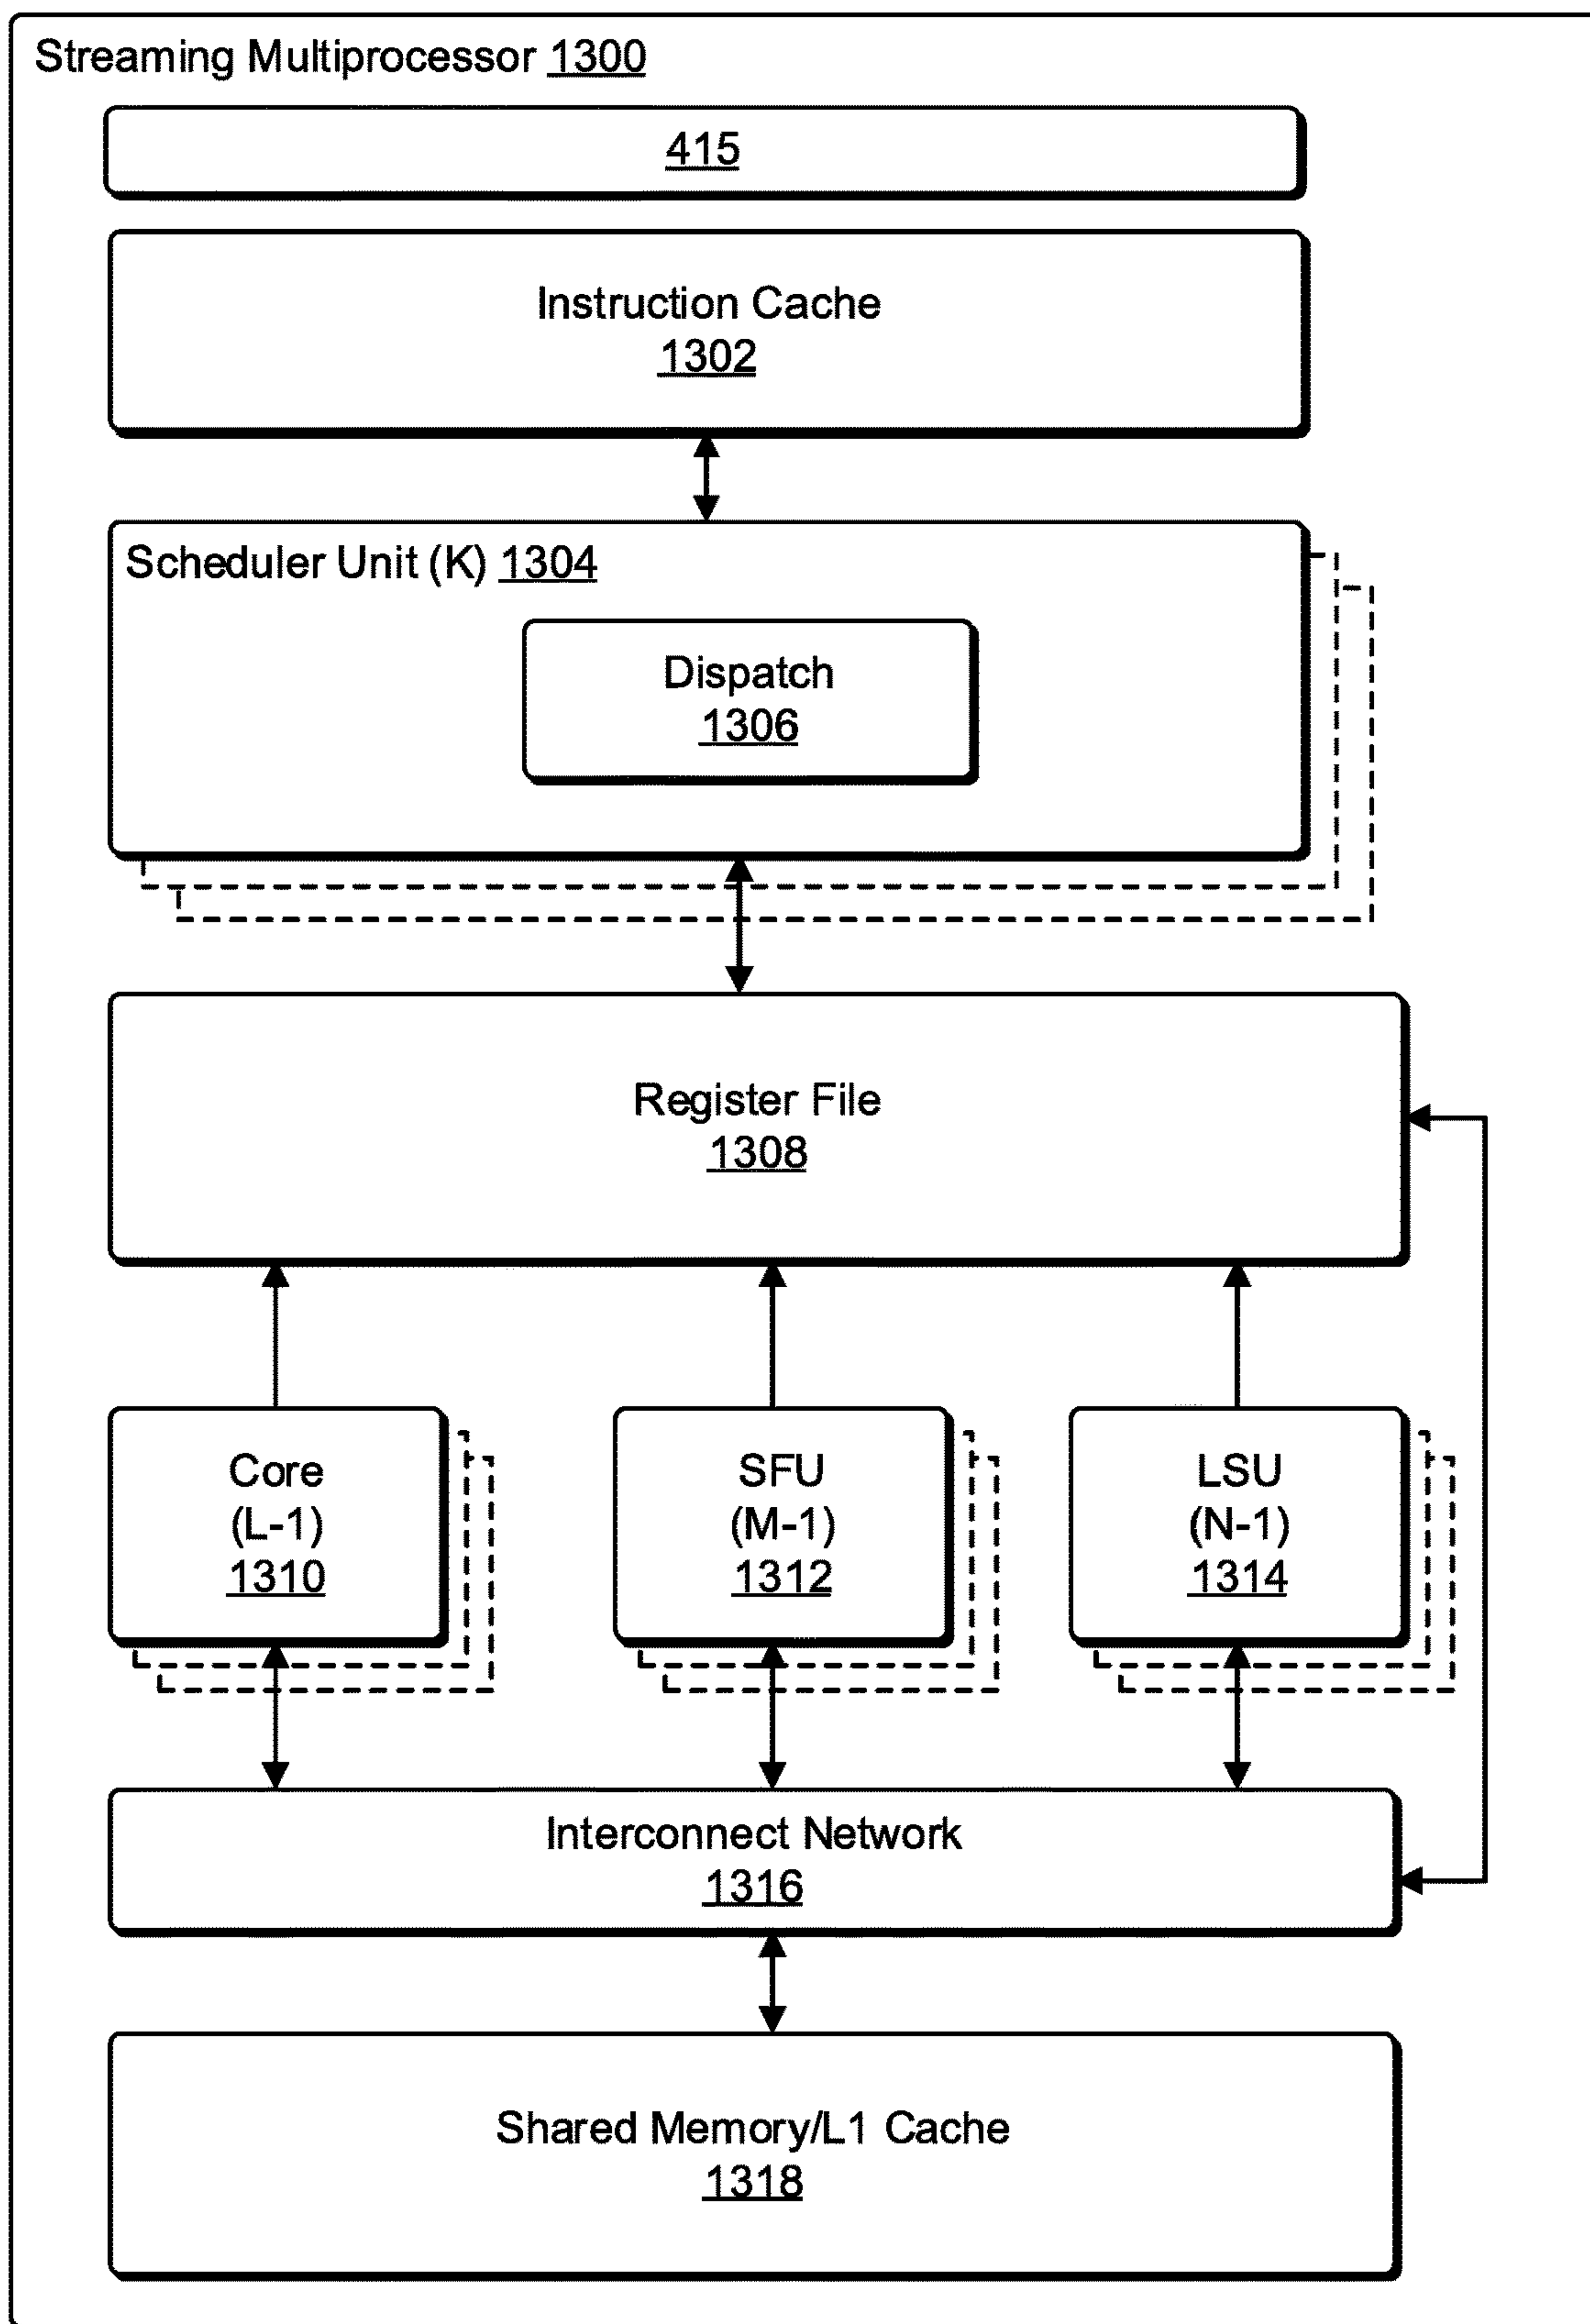 Streaming Multiprocessor 1300
415
Instruction Cache
1302
Scheduler Unit (K) 1304
Dispatch
1306
Register File
1308
Core
(L-1)
1310
SFU
(M-1)
1312
LSU
(N-1)
1314
Interconnect Network
1316
Shared Memory/L1 Cache
1318